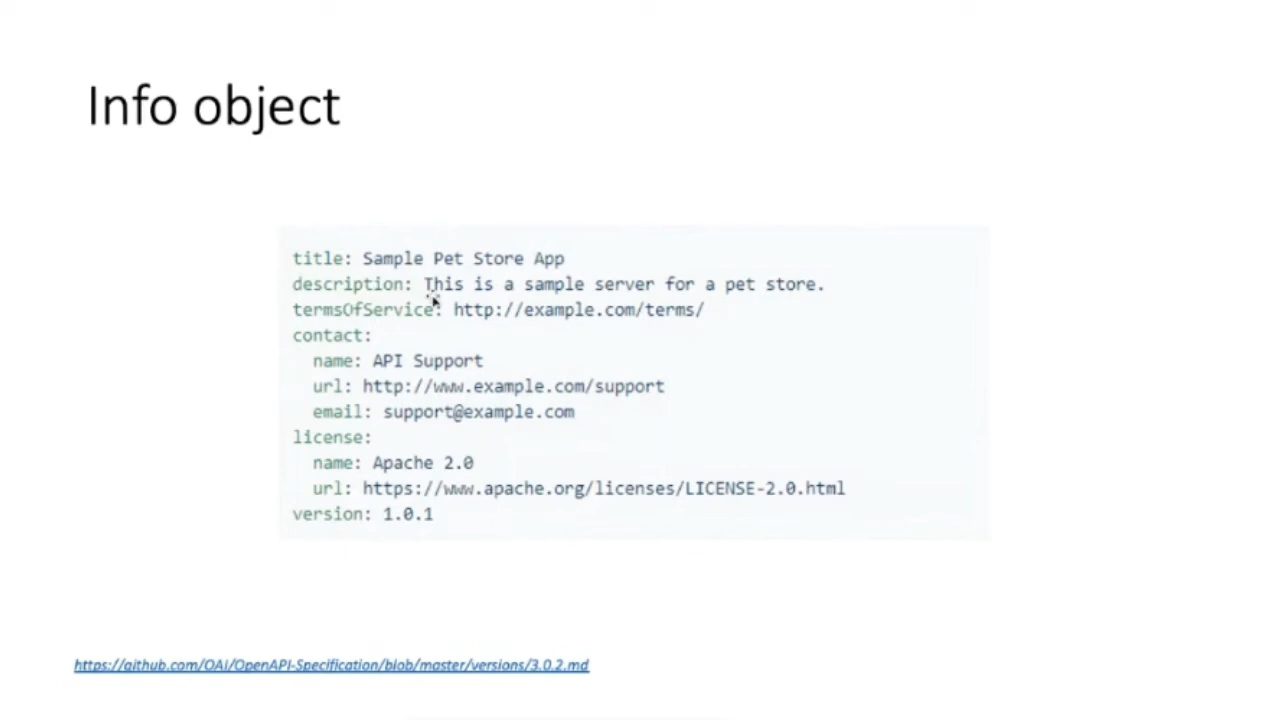 Info object
title: Sample Pet Store App
description: This is a sample server for a pet store.
termsOfService: http://example.com/terms/
contact:
  name: API Support
  url: http://www.example.com/support
  email: support@example.com
license:
  name: Apache 2.0
  url: https://www.apache.org/licenses/LICENSE-2.0.html
version: 1.0.1
https://github.com/OAI/OpenAPI-Specification/blob/master/versions/3.0.2.md